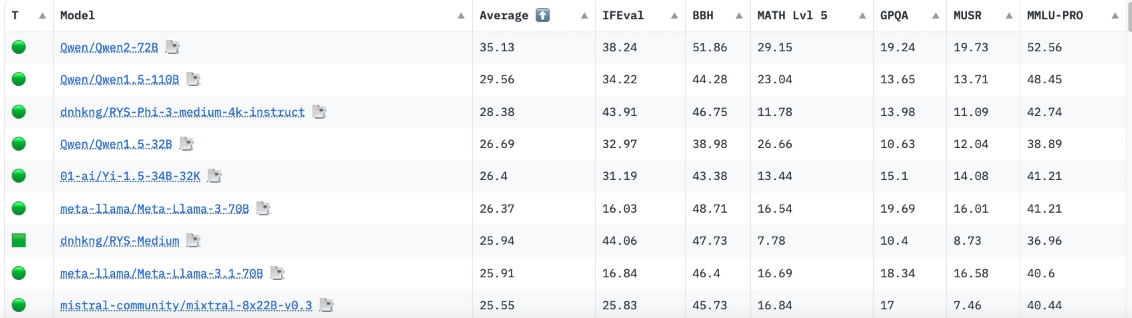 T Model Average IFEval BBH MATH Lvl 5 GPQA MUSR MMLU-PRO
Qwen/Qwen2-72B 35.13 38.24 51.86 29.15 19.24 19.73 52.56
Qwen/Qwen1.5-110B 29.56 34.22 44.28 23.04 13.65 13.71 48.45
dnhkng/RYS-Phi-3-medium-4k-instruct 28.38 43.91 46.75 11.78 13.98 11.09 42.74
Qwen/Qwen1.5-32B 26.69 32.97 38.98 26.66 10.63 12.04 38.89
01-ai/Yi-1.5-34B-32K 26.4 31.19 43.38 13.44 15.1 14.08 41.21
meta-llama/Meta-Llama-3-70B 26.37 16.03 48.71 16.54 19.69 16.01 41.21
dnhkng/RYS-Medium 25.94 44.06 47.73 7.78 10.4 8.73 36.96
meta-llama/Meta-Llama-3.1-70B 25.91 16.84 46.4 16.69 18.34 16.58 40.6
mistral-community/mixtral-8x22B-v0.3 25.55 25.83 45.73 16.84 17 7.46 40.44